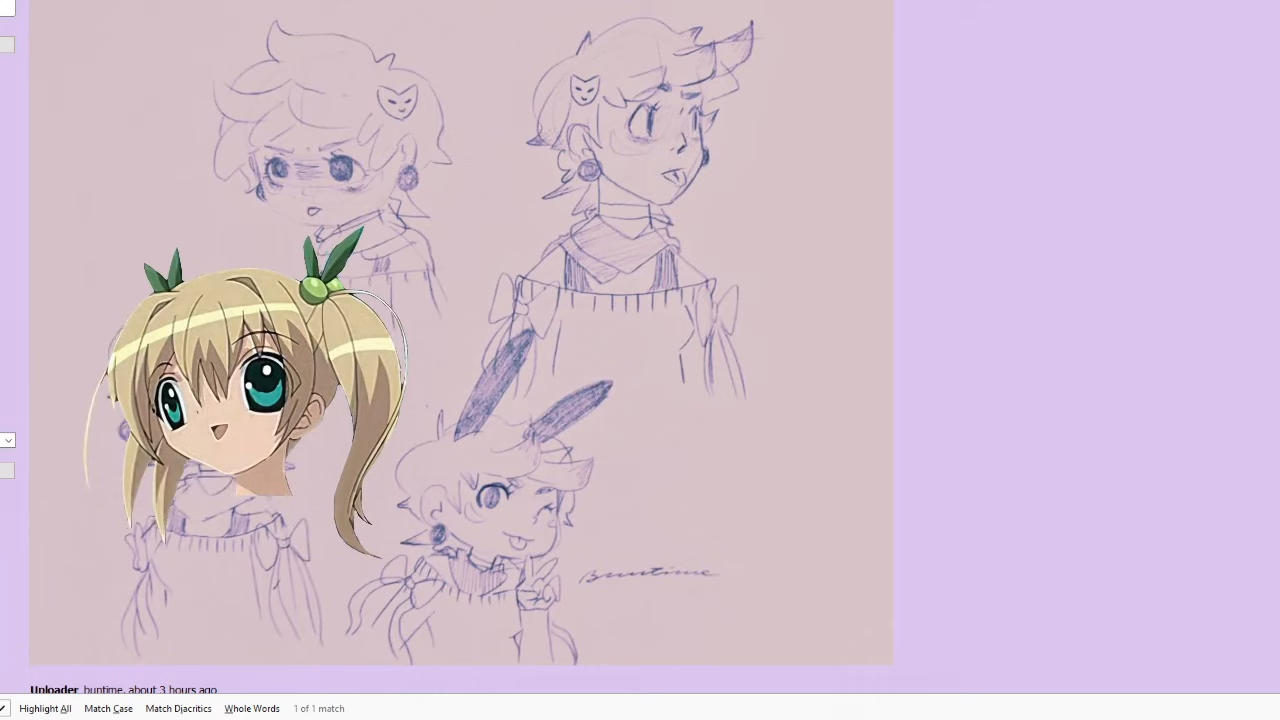 Buntime
Uploader buntime, about 3 hours ago
Highlight All Match Case Match Diacritics Whole Words 1 of 1 match